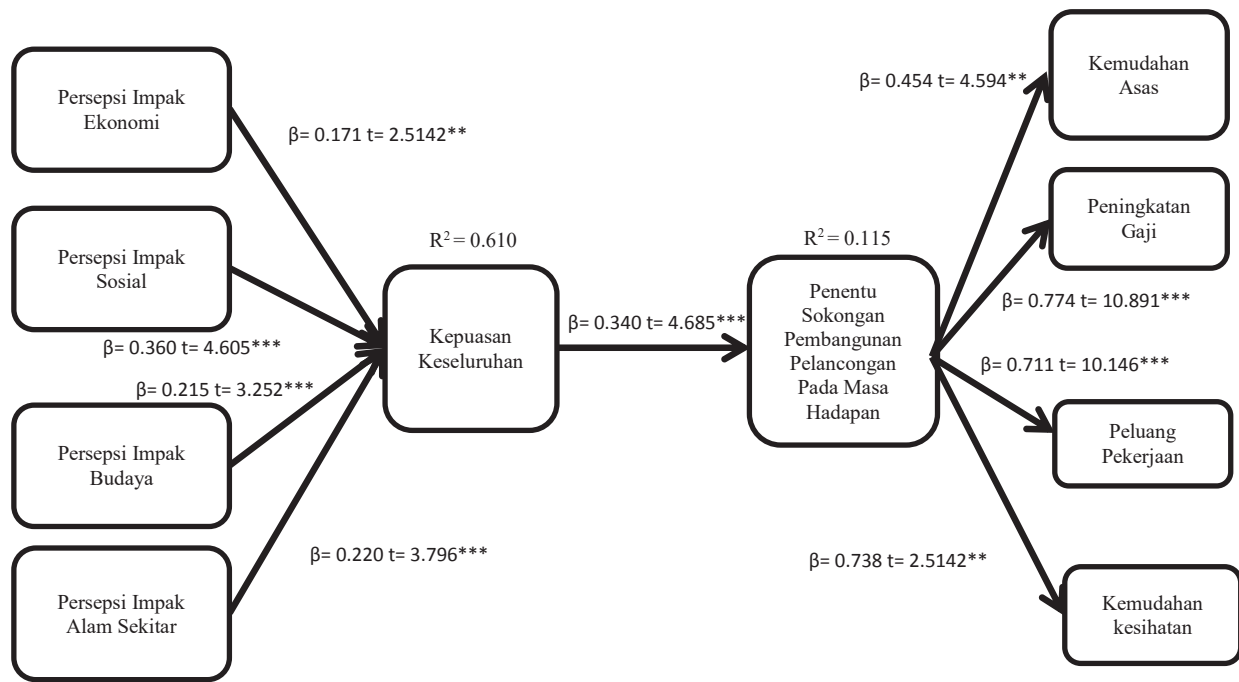 Persepsi Impak
Ekonomi
β= 0.171 t= 2.5142**
Persepsi Impak
Sosial
β= 0.360 t= 4.605***
β= 0.215 t= 3.252***
Persepsi Impak
Budaya
β= 0.220 t= 3.796***
Persepsi Impak
Alam Sekitar
R² = 0.610
Kepuasan
Keseluruhan
β= 0.340 t= 4.685***
R² = 0.115
Penentu
Sokongan
Pembangunan
Pelancongan
Pada Masa
Hadapan
β= 0.454 t= 4.594**
Kemudahan
Asas
Peningkatan
Gaji
β= 0.774 t= 10.891***
β= 0.711 t= 10.146***
Peluang
Pekerjaan
β= 0.738 t= 2.5142**
Kemudahan
kesihatan